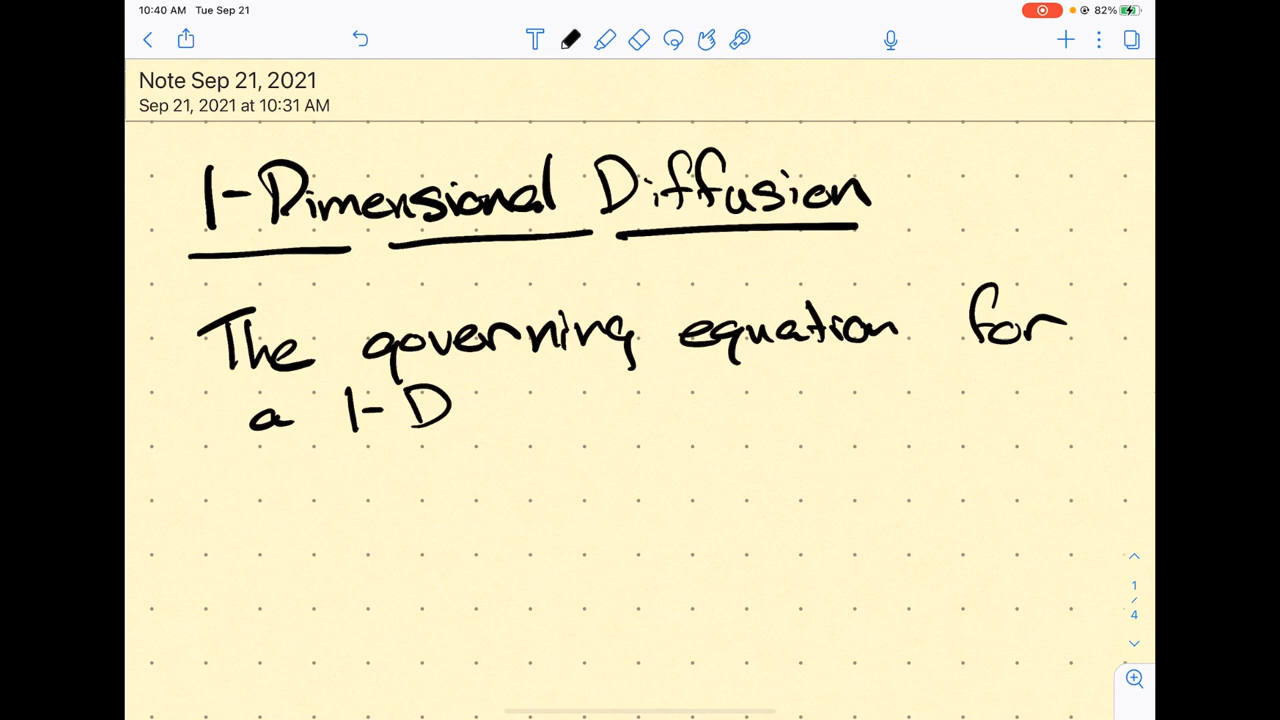 10:40 AM Tue Sep 21
82%
Note Sep 21, 2021
Sep 21, 2021 at 10:31 AM
1-Dimensional Diffusion
The governing equation for
a 1-D
1
/
4